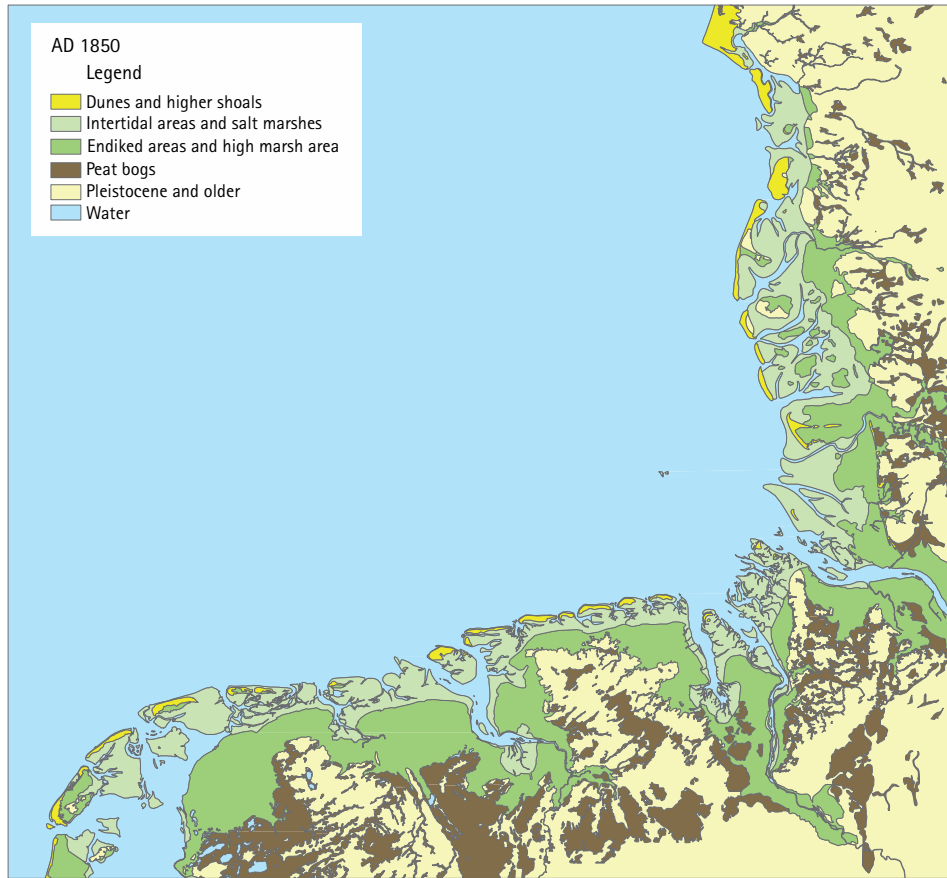 AD 1850
Legend
Dunes and higher shoals
Intertidal areas and salt marshes
Endiked areas and high marsh area
Peat bogs
Pleistocene and older
Water